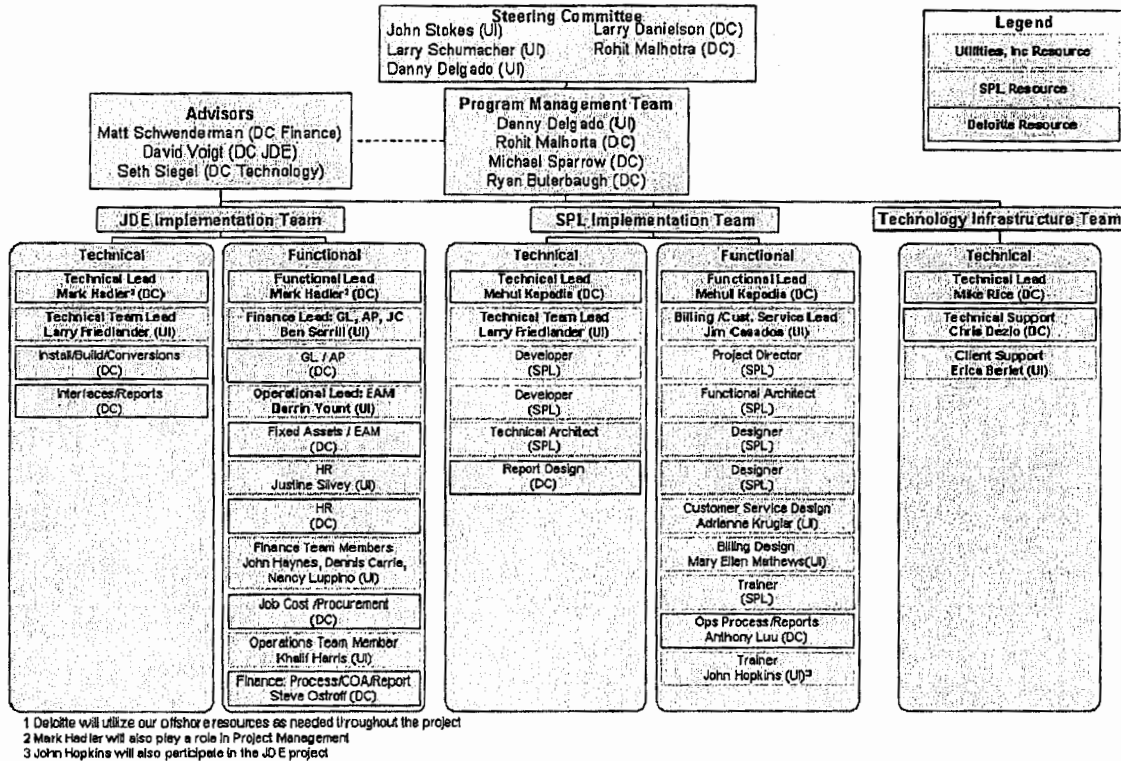 Steering Committee
John Stokes (UI)
Larry Schumacher (UI)
Danny Delgado (UI)
Larry Danielson (DC)
Rohit Malhotra (DC)
Legend
Utilities, Inc Resource
SPL Resource
Deloitte Resource
Advisors
Matt Schwenderman (DC Finance)
David Voigt (DC JDE)
Seth Siegel (DC Technology)
Program Management Team
Danny Delgado (UI)
Rohit Malhorta (DC)
Michael Sparrow (DC)
Ryan Buterbaugh (DC)
JDE Implementation Team
Technical
Technical Lead
Mark Hadler¹ (DC)
Technical Team Lead
Larry Friedlander (UI)
Install/Build/Conversions
(DC)
Interfaces/Reports
(DC)
Functional
Functional Lead
Mark Hadler² (DC)
Finance Lead: GL, AP, JC
Ben Serrill (UI)
GL / AP
(DC)
Operational Lead: EAM
Darrin Yount (UI)
Fixed Assets / EAM
(DC)
HR
Justine Silvey (UI)
HR
(DC)
Finance Team Members
John Haynes, Dennis Carrie,
Nancy Luppino (UI)
Job Cost /Procurement
(DC)
Operations Team Member
Khalif Harris (UI)
Finance: Process/COA/Report
Steve Ostroff (DC)
SPL Implementation Team
Technical
Technical Lead
Mehul Kapadia (DC)
Technical Team Lead
Larry Friedlander (UI)
Developer
(SPL)
Developer
(SPL)
Technical Architect
(SPL)
Report Design
(DC)
Functional
Functional Lead
Mehul Kapadia (DC)
Billing /Cust. Service Lead
Jim Casados (UI)
Project Director
(SPL)
Functional Architect
(SPL)
Designer
(SPL)
Designer
(SPL)
Customer Service Design
Adrienne Kruglar (UI)
Billing Design
Mary Ellen Mathews(UI)
Trainer
(SPL)
Ops Process/Reports
Anthony Luu (DC)
Trainer
John Hopkins (UI)³
Technology Infrastructure Team
Technical
Technical Lead
Mike Rice (DC)
Technical Support
Chris Dezio (DC)
Client Support
Erica Berlet (UI)
1 Deloitte will utilize our offshore resources as needed throughout the project
2 Mark Hadler will also play a role in Project Management
3 John Hopkins will also participate in the JDE project